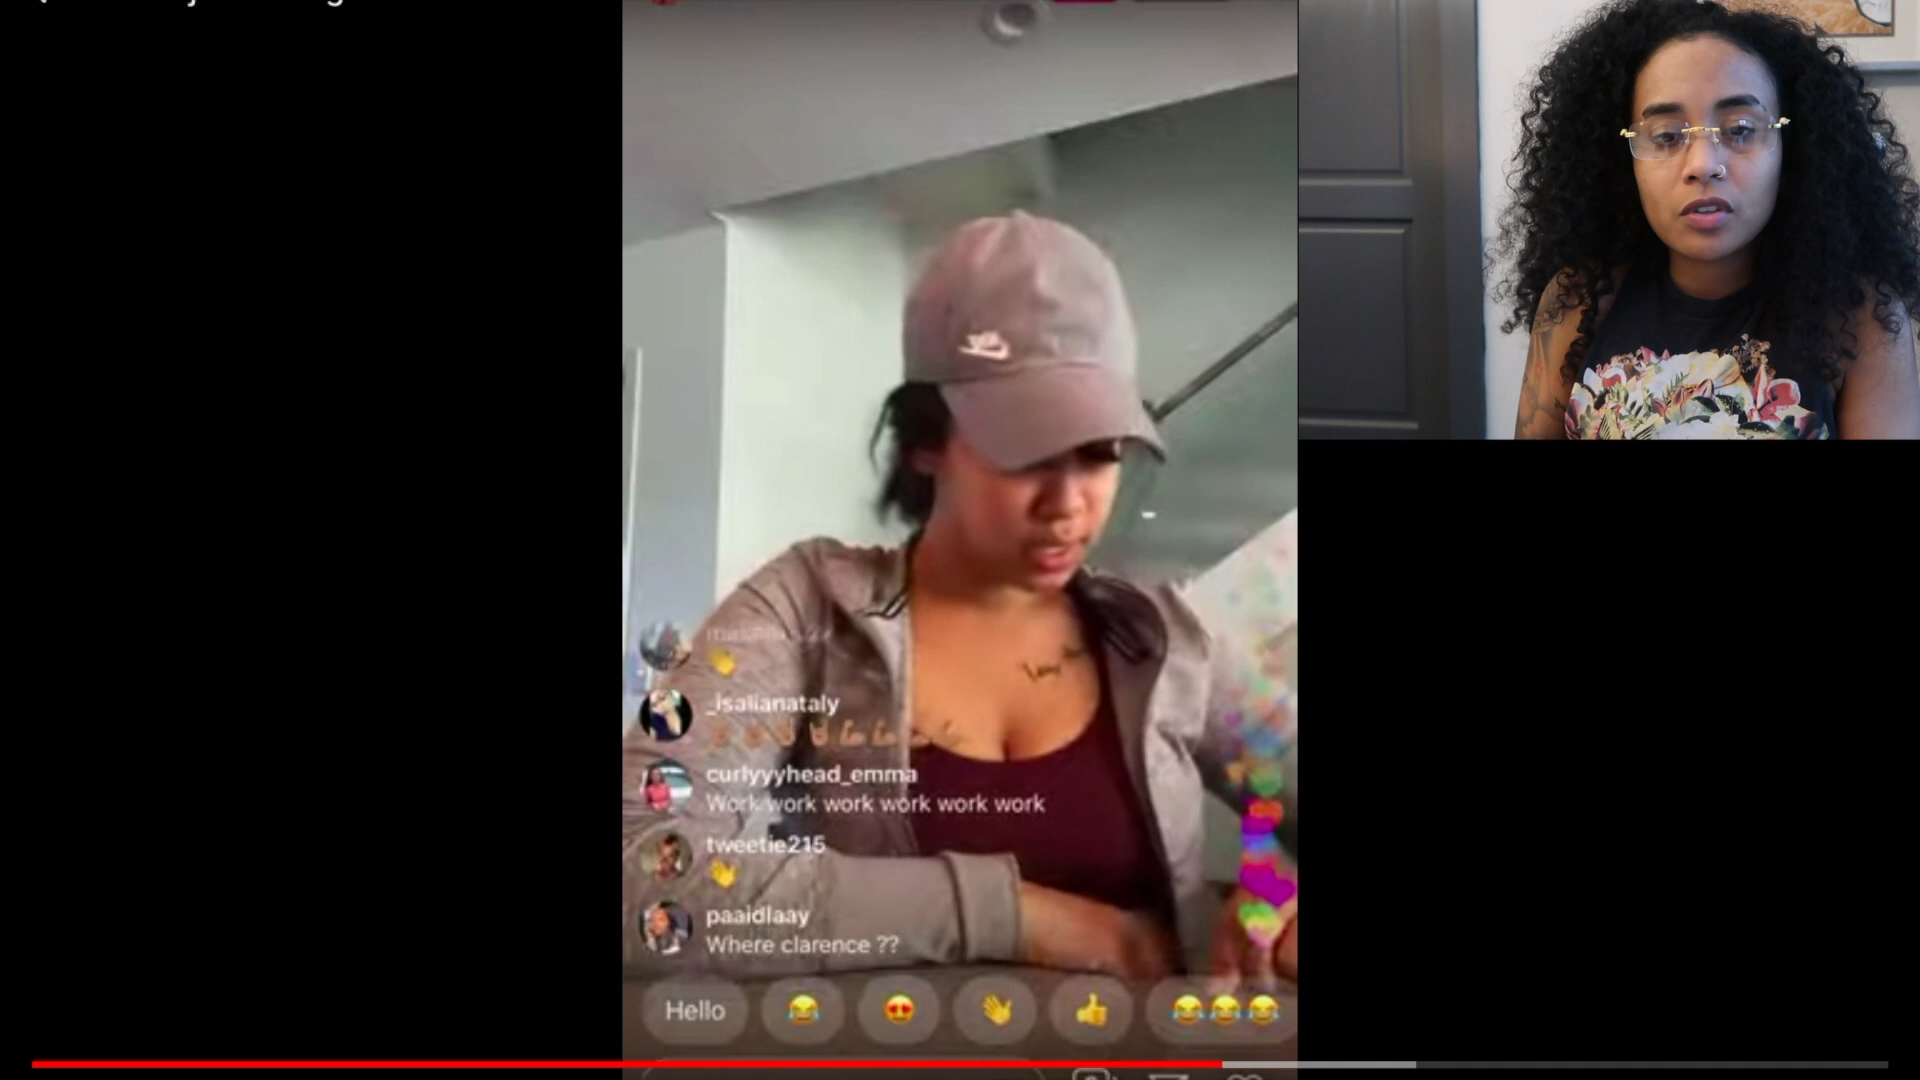 _isalianataly
curlyyyhead_emma
Work work work work work work
tweetie215
paaidlaay
Where clarence ??
Hello